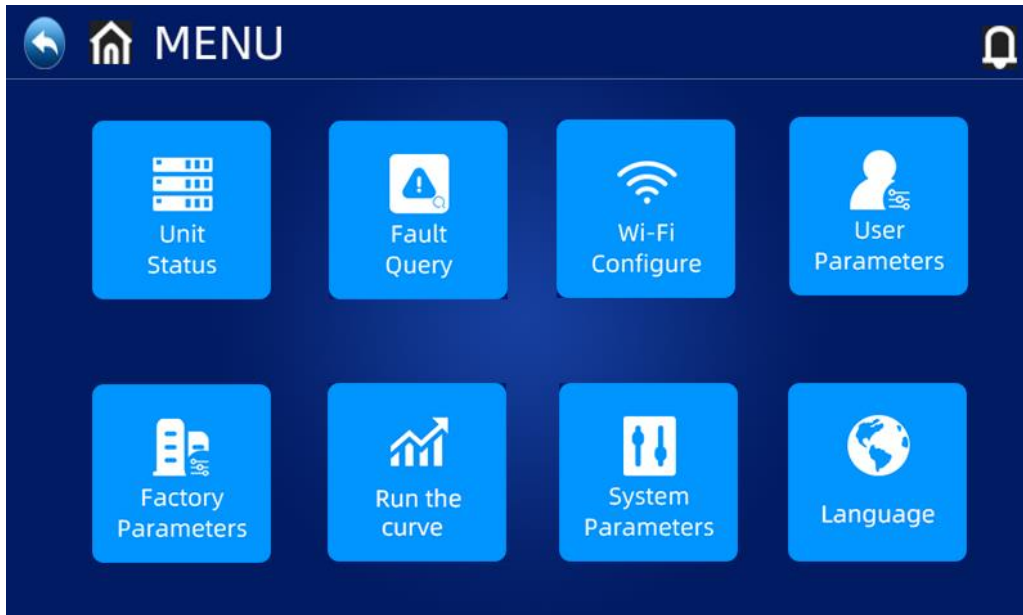 MENU
Unit
Status
Fault
Query
Wi-Fi
Configure
User
Parameters
Factory
Parameters
Run the
curve
System
Parameters
Language